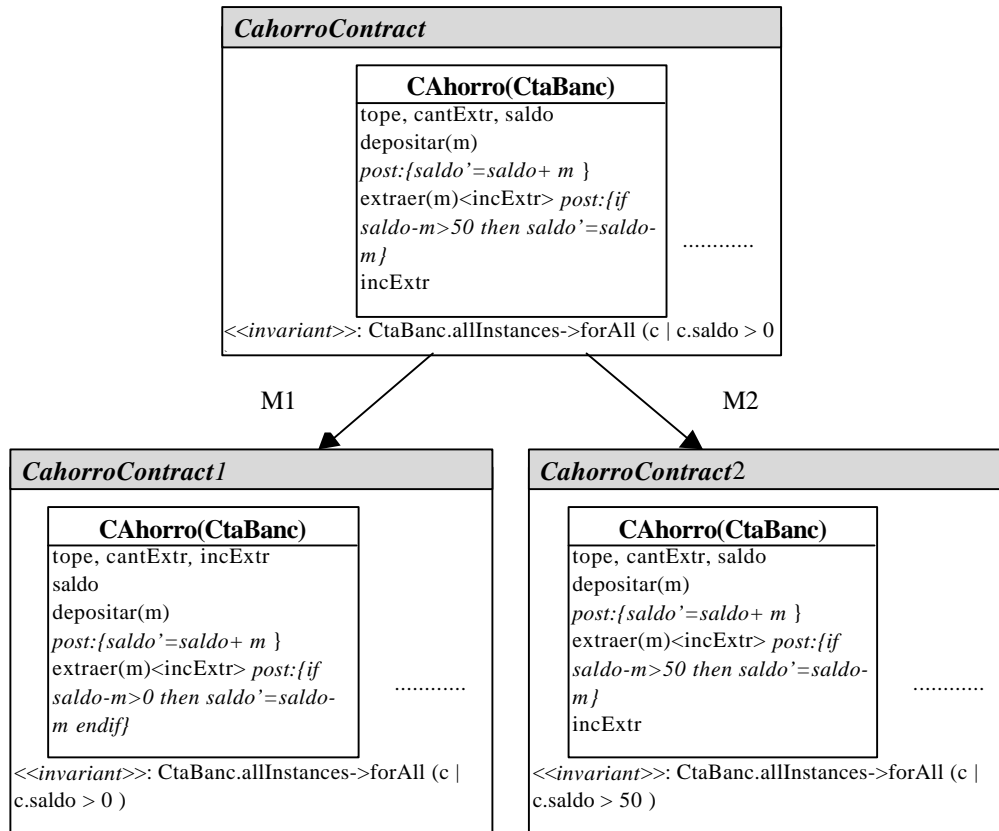 CahorroContract
CAhorro(CtaBanc)
tope, cantExtr, saldo
depositar(m)
post:{saldo’=saldo+ m }
extraer(m)<incExtr> post:{if
saldo-m>50 then saldo’=saldo-
m}
incExtr
............
<<invariant>>: CtaBanc.allInstances->forAll (c | c.saldo > 0
M1
M2
CahorroContract1
CAhorro(CtaBanc)
tope, cantExtr, incExtr
saldo
depositar(m)
post:{saldo’=saldo+ m }
extraer(m)<incExtr> post:{if
saldo-m>0 then saldo’=saldo-
m endif}
............
<<invariant>>: CtaBanc.allInstances->forAll (c |
c.saldo > 0 )
CahorroContract2
CAhorro(CtaBanc)
tope, cantExtr, saldo
depositar(m)
post:{saldo’=saldo+ m }
extraer(m)<incExtr> post:{if
saldo-m>50 then saldo’=saldo-
m}
incExtr
............
<<invariant>>: CtaBanc.allInstances->forAll (c |
c.saldo > 50 )